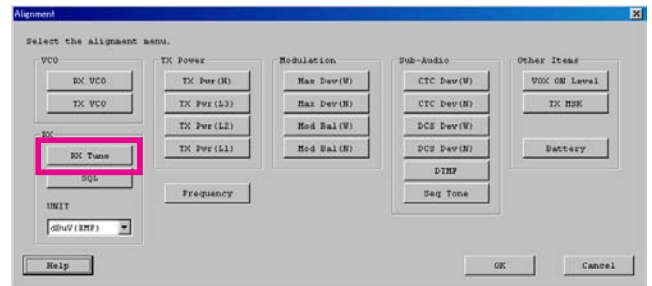 Alignment
Select the alignment menu.
VCO
RX VCO
TX VCO
RX
RX Tune
SQL
UNIT
dBuV(EMF)
TX Power
TX Pwr(H)
TX Pwr(L3)
TX Pwr(L2)
TX Pwr(L1)
Frequency
Modulation
Max Dev(W)
Max Dev(N)
Mod Bal(W)
Mod Bal(N)
Sub-Audio
CTC Dev(W)
CTC Dev(N)
DCS Dev(W)
DCS Dev(N)
DTMF
Seq Tone
Other Items
VOX ON Level
TX MSK
Battery
Help
OK
Cancel